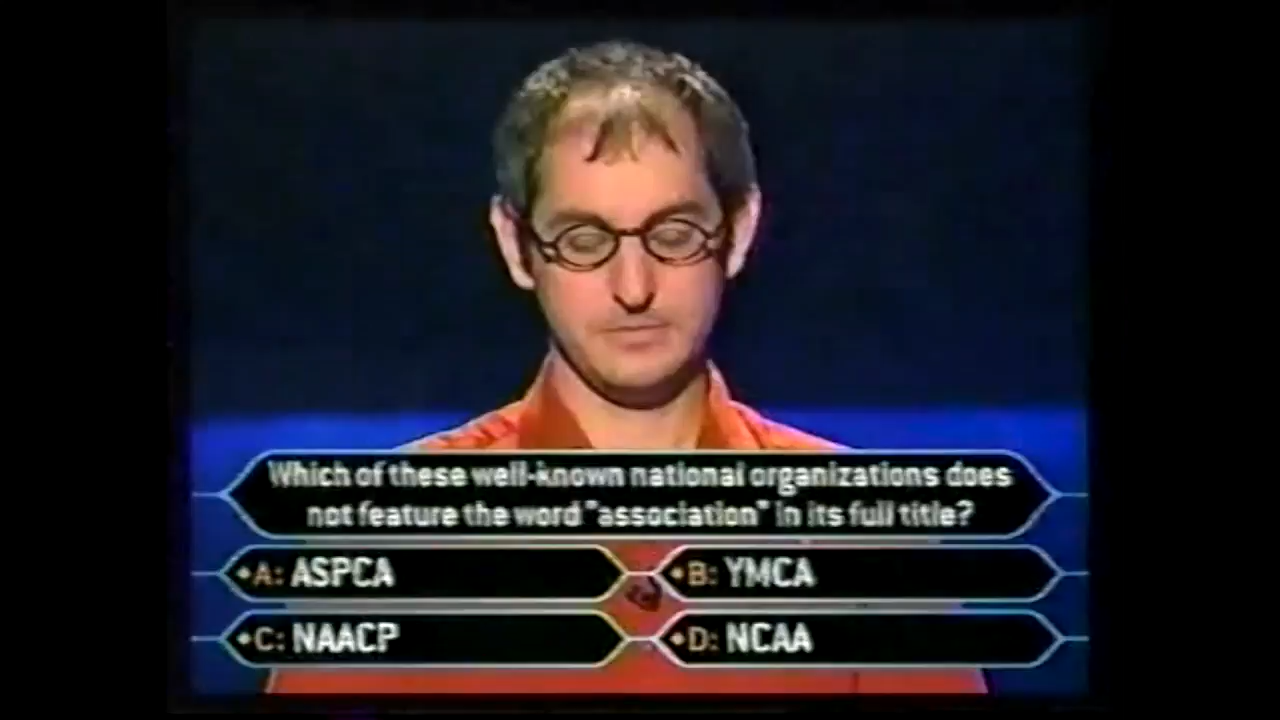 Which of these well-known national organizations does
not feature the word "association" in its full title?
A: ASPCA
B: YMCA
C: NAACP
D: NCAA